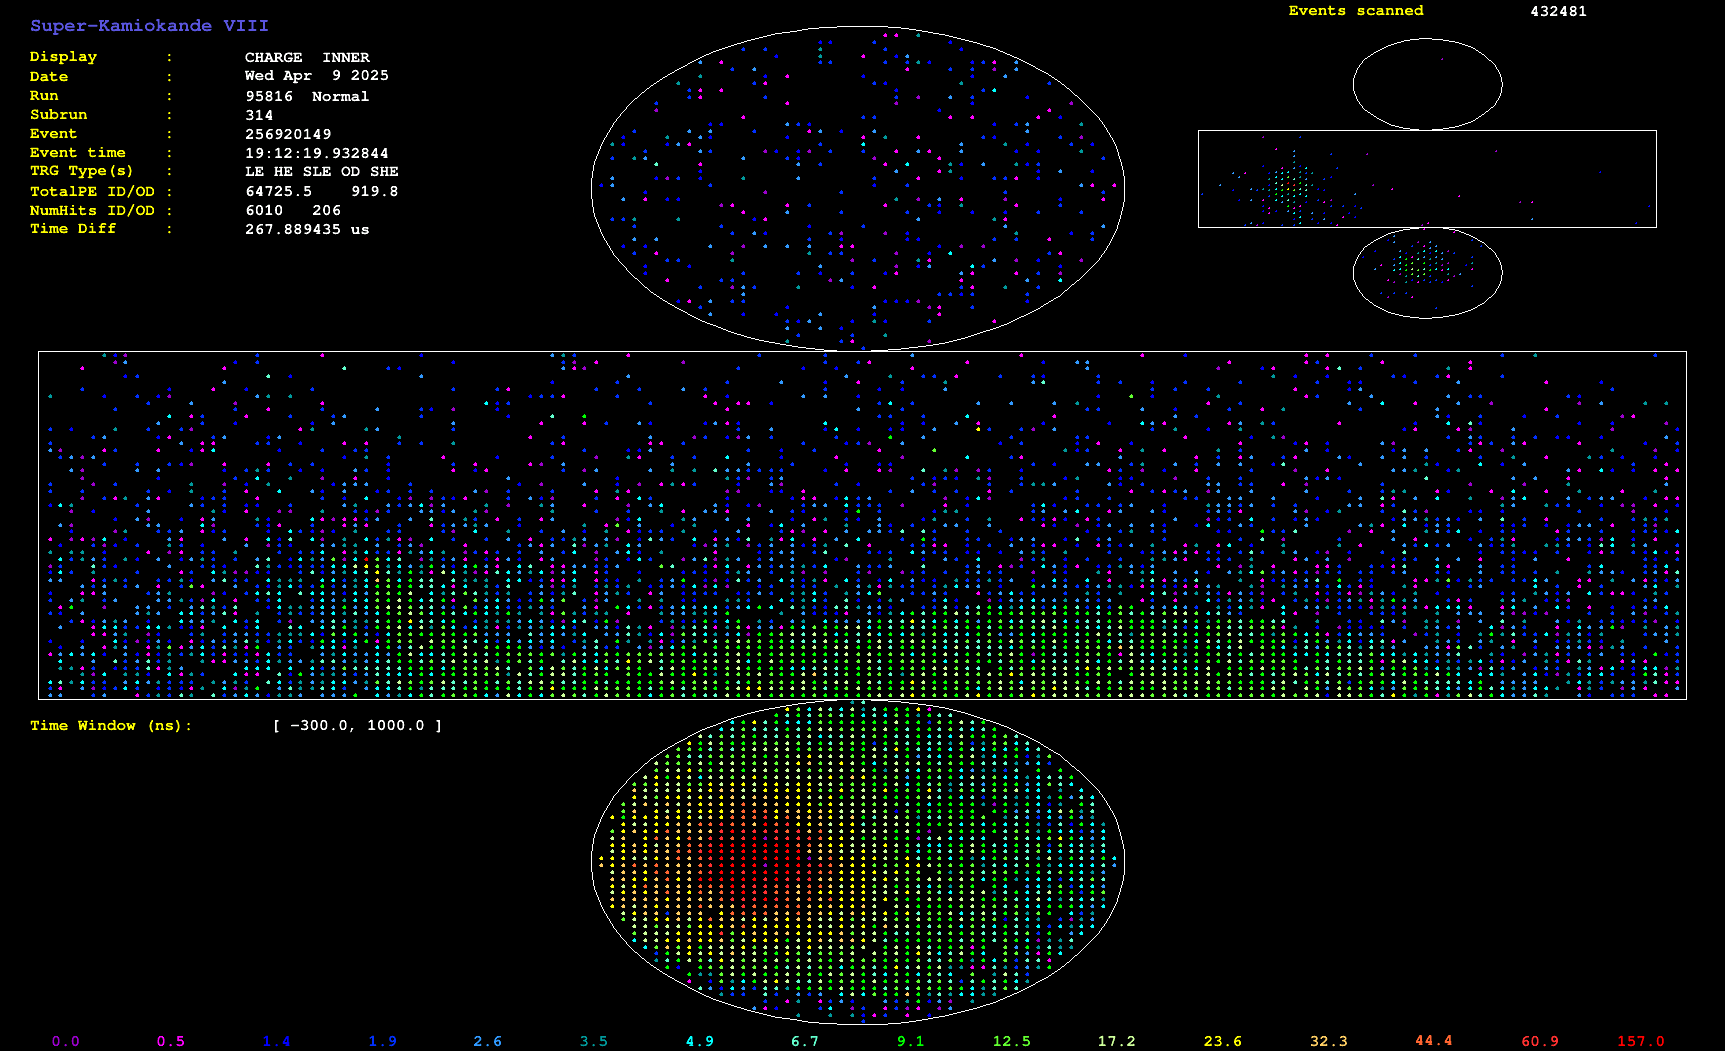 Super-Kamiokande VIII
Events scanned 432481
Display : CHARGE INNER
Date : Wed Apr 9 2025
Run : 95816 Normal
Subrun : 314
Event : 256920149
Event time : 19:12:19.932844
TRG Type(s) : LE HE SLE OD SHE
TotalPE ID/OD : 64725.5 919.8
NumHits ID/OD : 6010 206
Time Diff : 267.889435 us
Time Window (ns): [ -300.0, 1000.0 ]
0.0 0.5 1.4 1.9 2.6 3.5 4.9 6.7 9.1 12.5 17.2 23.6 32.3 44.4 60.9 157.0